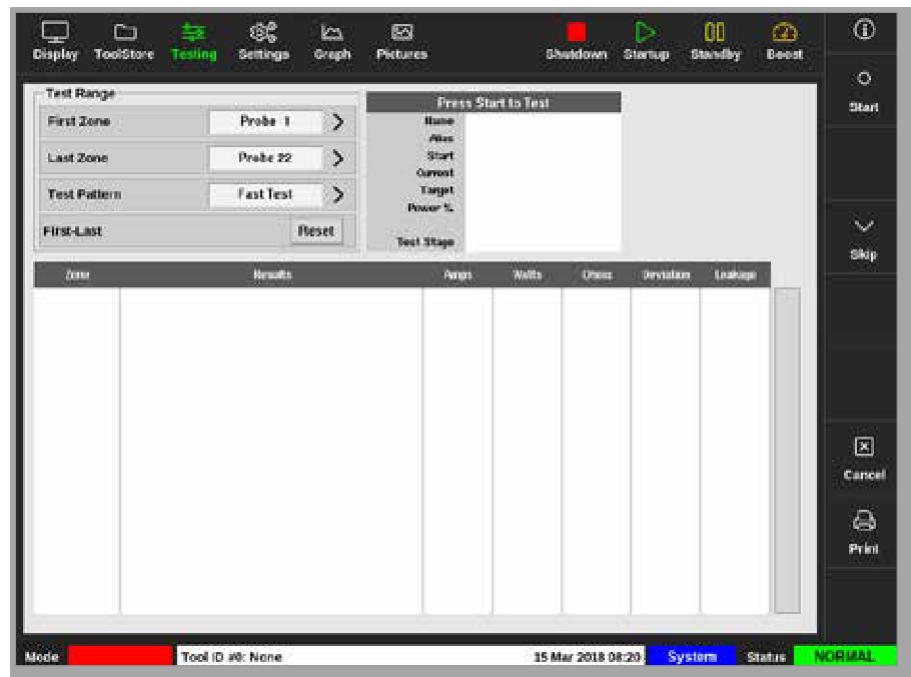 Display ToolStore Testing Settings Graph Pictures Shutdown Startup Standby Boost
Test Range
First Zone Probe 1
Last Zone Probe 22
Test Pattern Fast Test
First-Last Reset
Press Start to Test
Name
Alias
Start
Current
Target
Power %
Test Stage
Zone Results Amps Watts Ohms Deviation Leakage
Start
Skip
Cancel
Print
Mode Tool ID #0: None 15 Mar 2018 08:20 System Status NORMAL